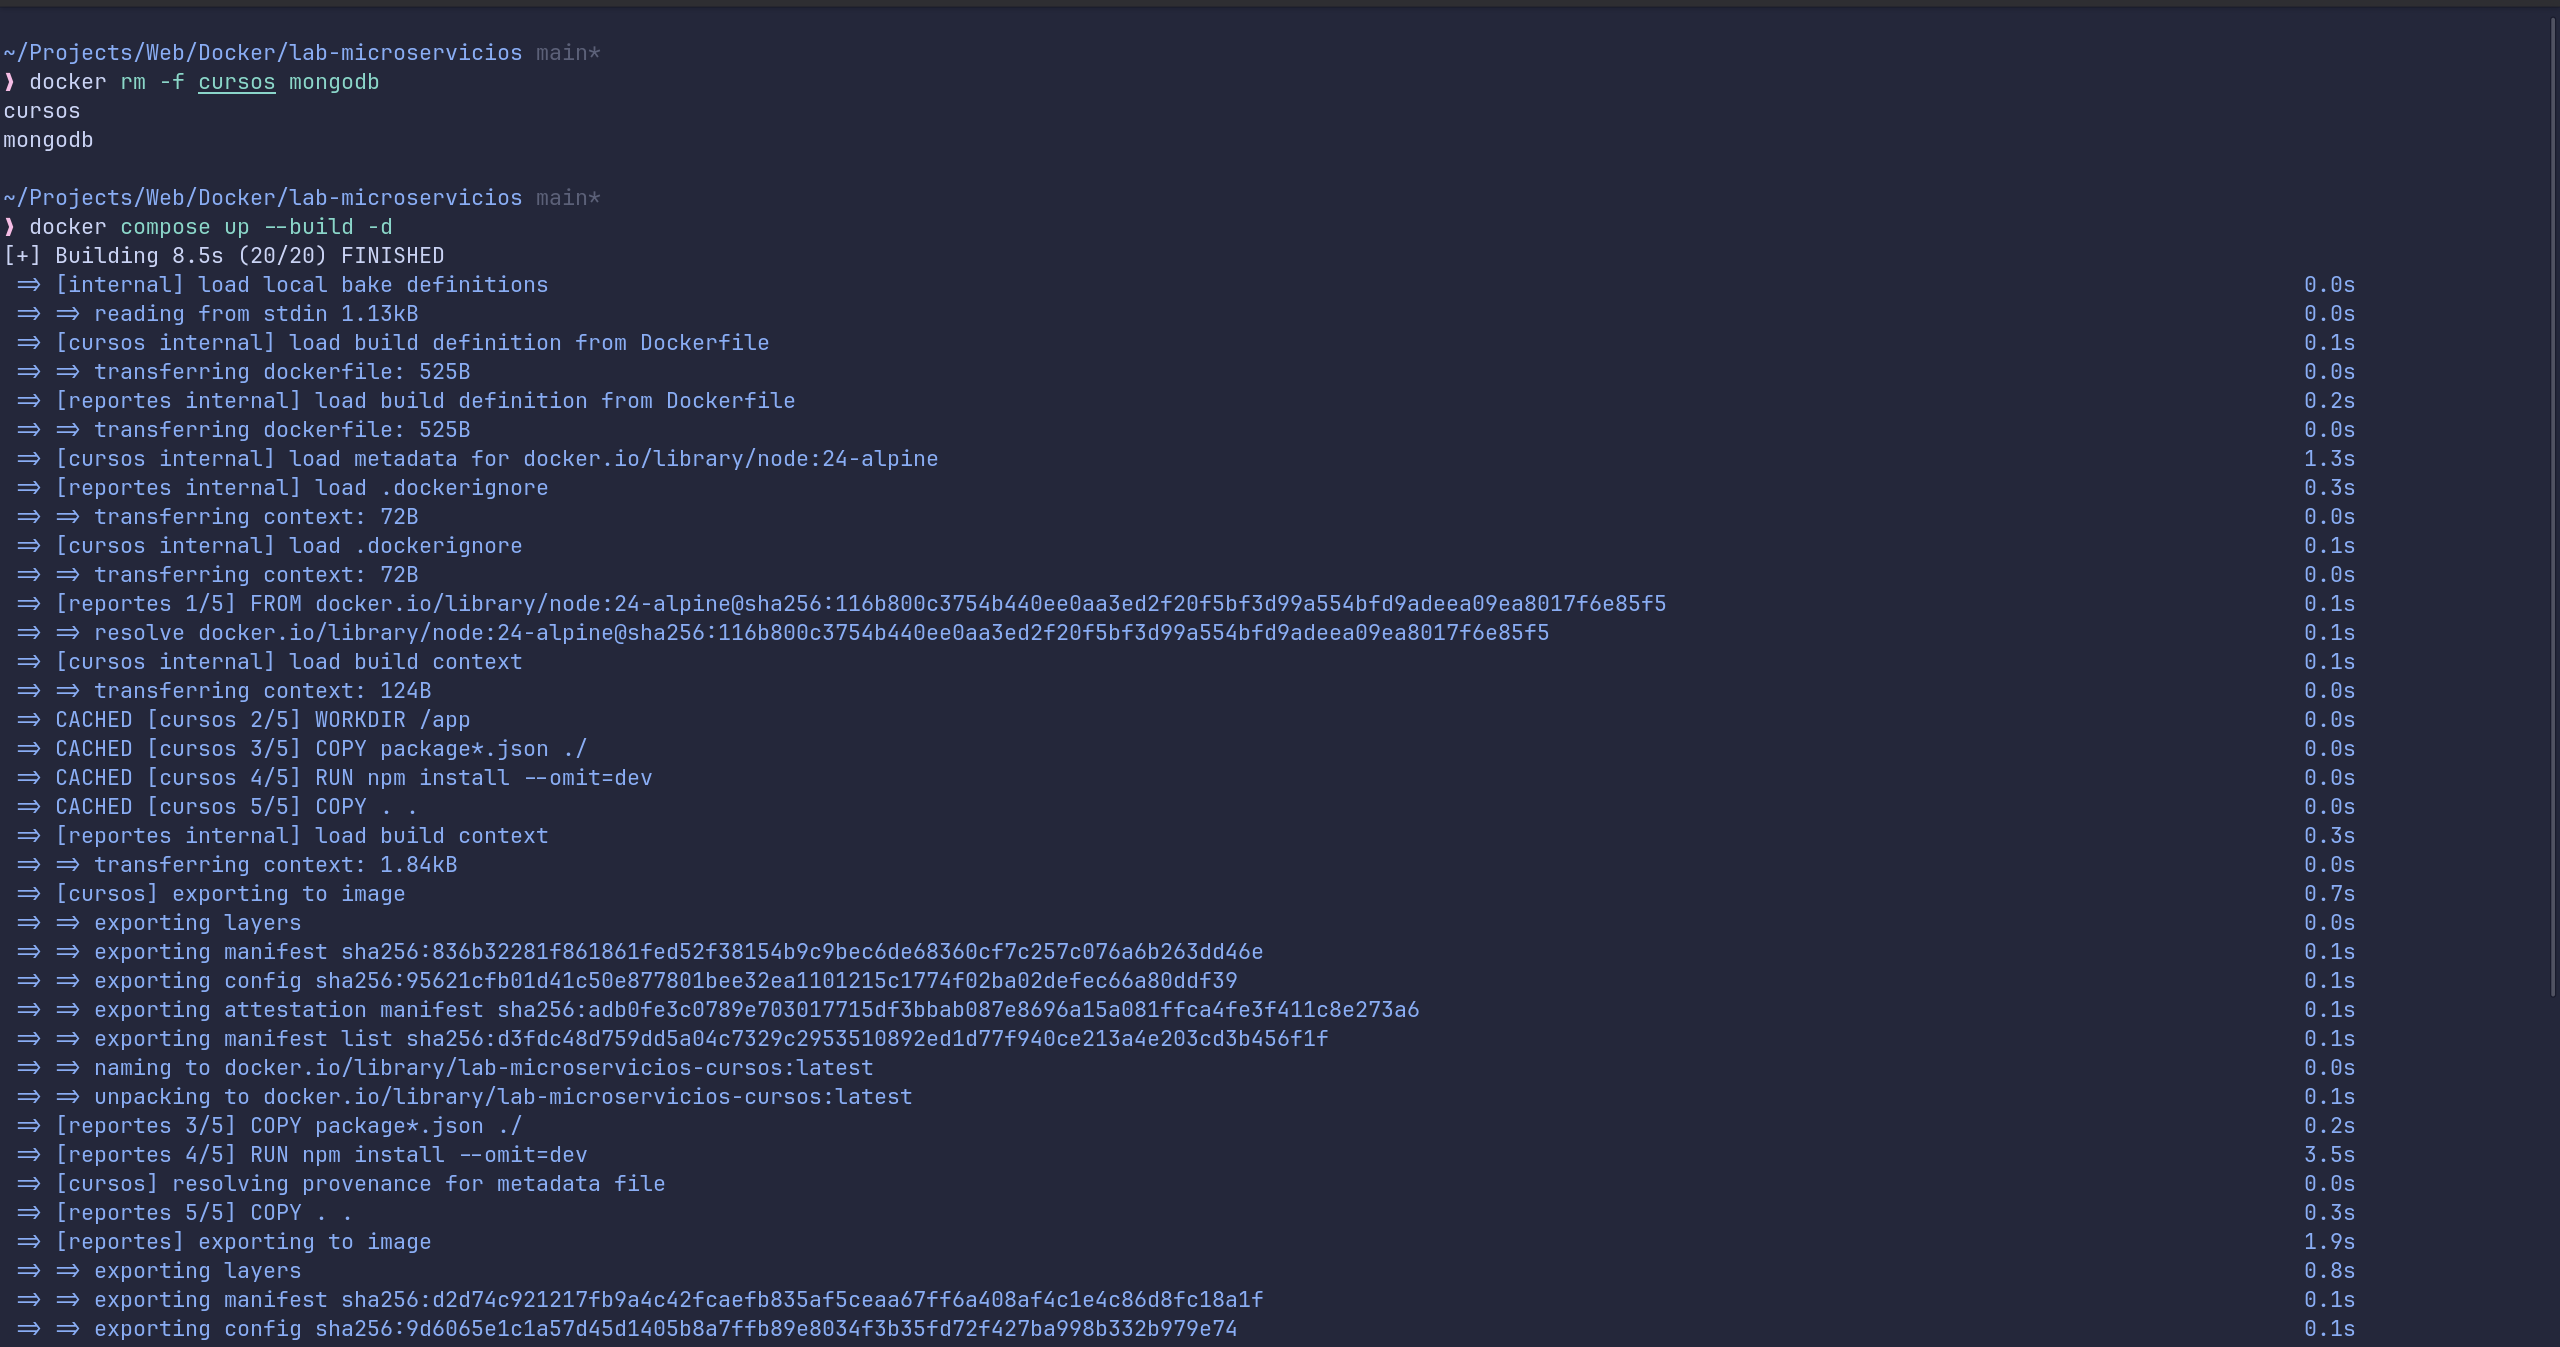 ~/Projects/Web/Docker/lab-microservicios main*
❱ docker rm -f cursos mongodb
cursos
mongodb
~/Projects/Web/Docker/lab-microservicios main*
❱ docker compose up --build -d
[+] Building 8.5s (20/20) FINISHED
=> [internal] load local bake definitions 0.0s
=> => reading from stdin 1.13kB 0.0s
=> [cursos internal] load build definition from Dockerfile 0.1s
=> => transferring dockerfile: 525B 0.0s
=> [reportes internal] load build definition from Dockerfile 0.2s
=> => transferring dockerfile: 525B 0.0s
=> [cursos internal] load metadata for docker.io/library/node:24-alpine 1.3s
=> [reportes internal] load .dockerignore 0.3s
=> => transferring context: 72B 0.0s
=> [cursos internal] load .dockerignore 0.1s
=> => transferring context: 72B 0.0s
=> [reportes 1/5] FROM docker.io/library/node:24-alpine@sha256:116b800c3754b440ee0aa3ed2f20f5bf3d99a554bfd9adeea09ea8017f6e85f5 0.1s
=> => resolve docker.io/library/node:24-alpine@sha256:116b800c3754b440ee0aa3ed2f20f5bf3d99a554bfd9adeea09ea8017f6e85f5 0.1s
=> [cursos internal] load build context 0.1s
=> => transferring context: 124B 0.0s
=> CACHED [cursos 2/5] WORKDIR /app 0.0s
=> CACHED [cursos 3/5] COPY package*.json ./ 0.0s
=> CACHED [cursos 4/5] RUN npm install --omit=dev 0.0s
=> CACHED [cursos 5/5] COPY . . 0.0s
=> [reportes internal] load build context 0.3s
=> => transferring context: 1.84kB 0.0s
=> [cursos] exporting to image 0.7s
=> => exporting layers 0.0s
=> => exporting manifest sha256:836b32281f861861fed52f38154b9c9bec6de68360cf7c257c076a6b263dd46e 0.1s
=> => exporting config sha256:95621cfb01d41c50e877801bee32ea1101215c1774f02ba02defec66a80ddf39 0.1s
=> => exporting attestation manifest sha256:adb0fe3c0789e703017715df3bbab087e8696a15a081ffca4fe3f411c8e273a6 0.1s
=> => exporting manifest list sha256:d3fdc48d759dd5a04c7329c2953510892ed1d77f940ce213a4e203cd3b456f1f 0.1s
=> => naming to docker.io/library/lab-microservicios-cursos:latest 0.0s
=> => unpacking to docker.io/library/lab-microservicios-cursos:latest 0.1s
=> [reportes 3/5] COPY package*.json ./ 0.2s
=> [reportes 4/5] RUN npm install --omit=dev 3.5s
=> [cursos] resolving provenance for metadata file 0.0s
=> [reportes 5/5] COPY . . 0.3s
=> [reportes] exporting to image 1.9s
=> => exporting layers 0.8s
=> => exporting manifest sha256:d2d74c921217fb9a4c42fcaefb835af5ceaa67ff6a408af4c1e4c86d8fc18a1f 0.1s
=> => exporting config sha256:9d6065e1c1a57d45d1405b8a7ffb89e8034f3b35fd72f427ba998b332b979e74 0.1s